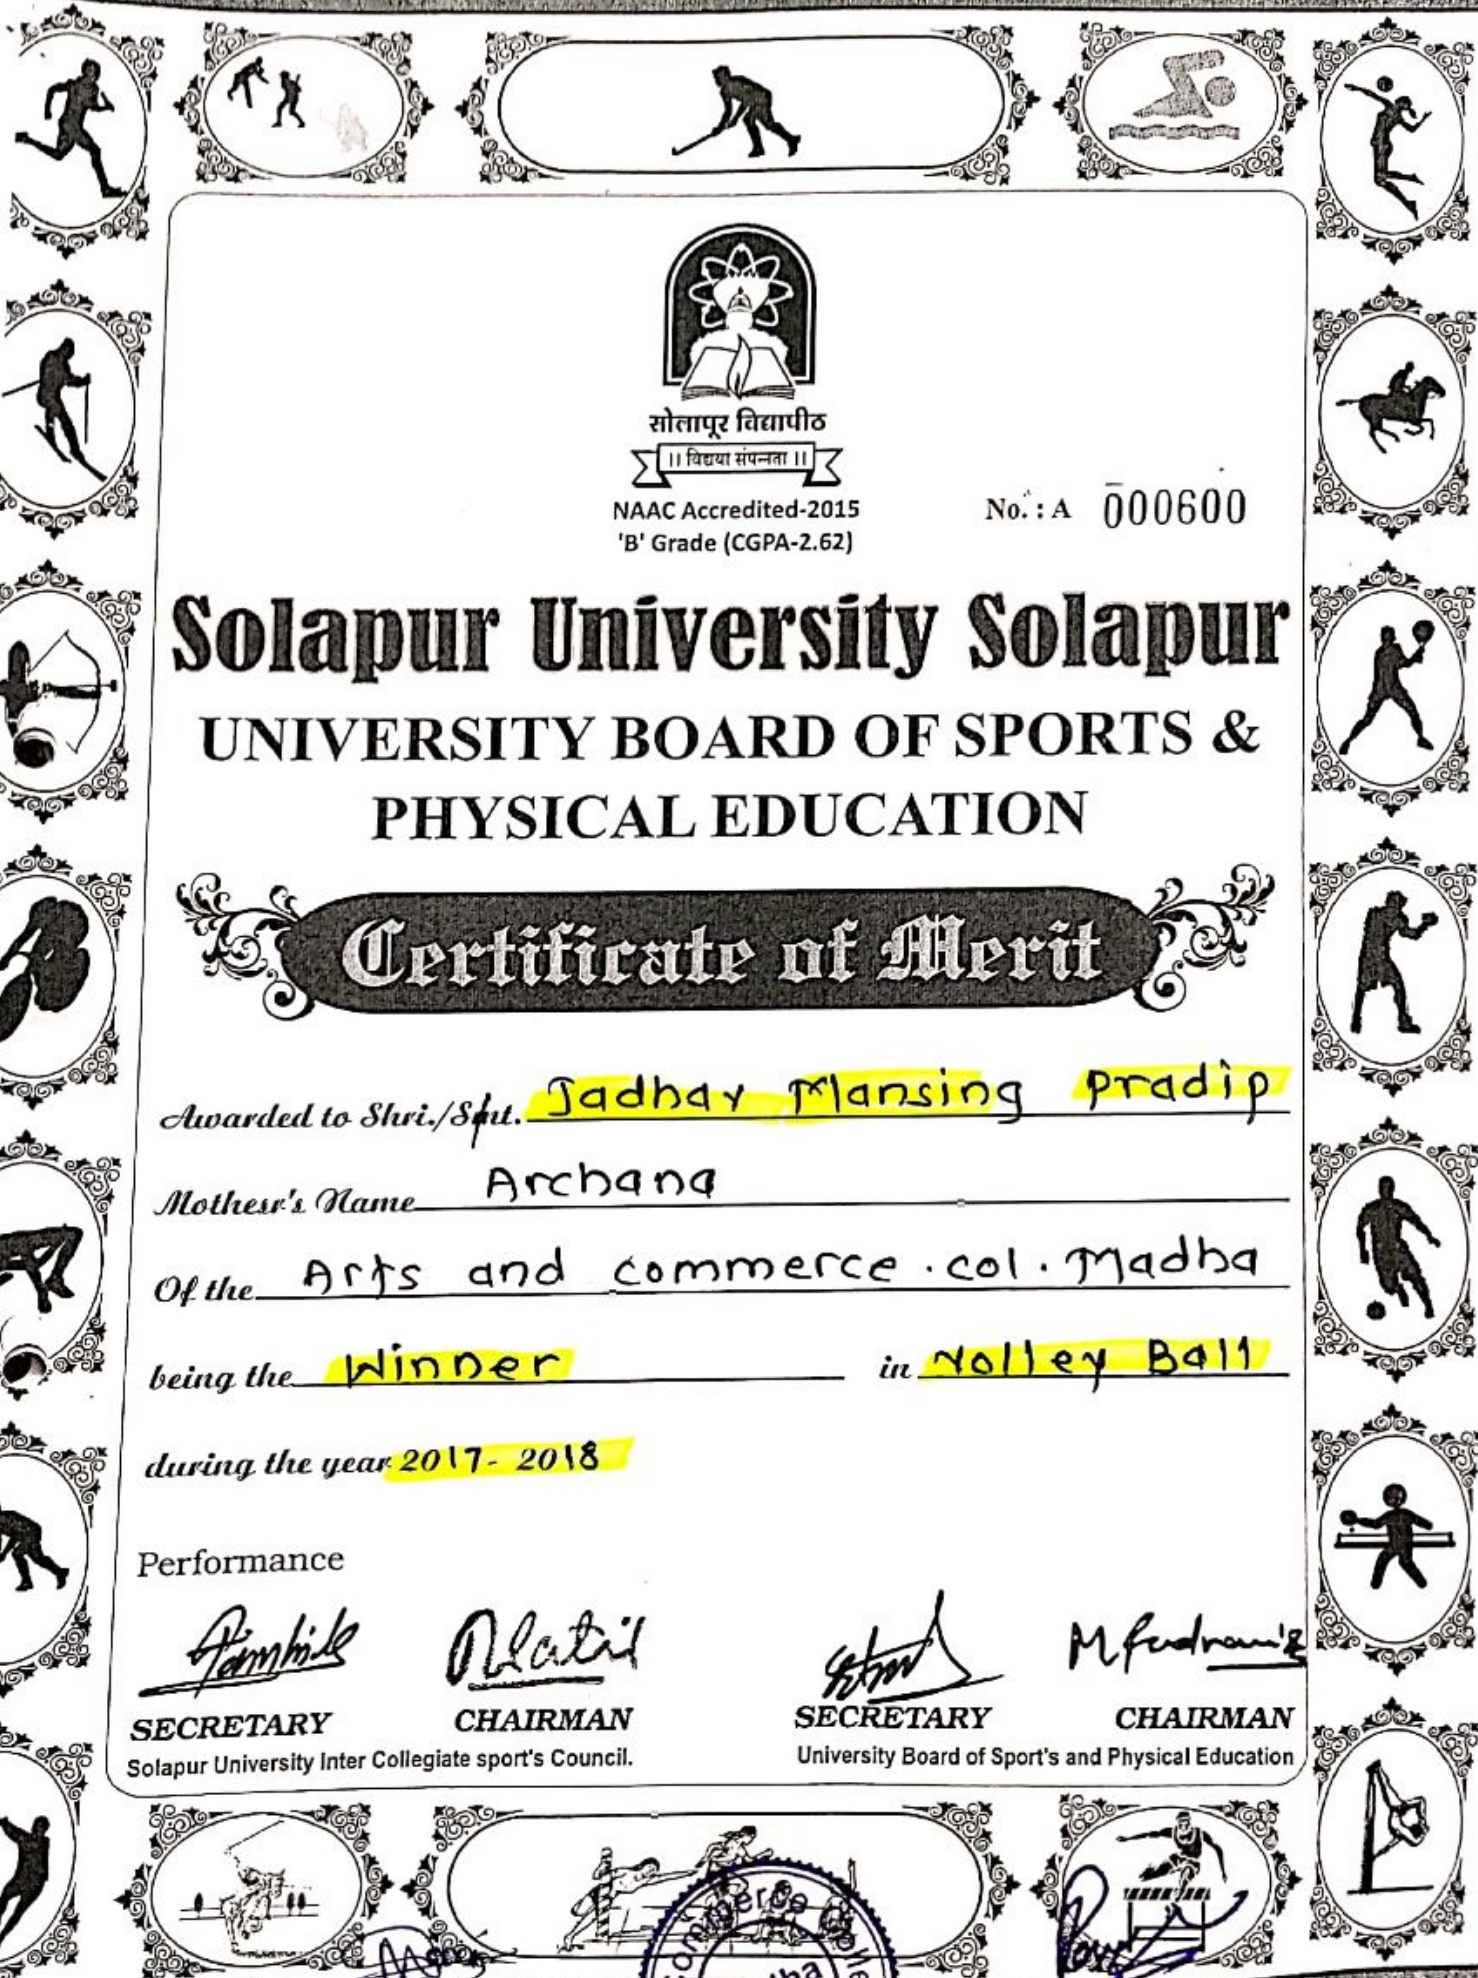 सोलापूर विद्यापीठ
|| विद्यया संपन्नता ||
NAAC Accredited-2015
'B' Grade (CGPA-2.62)
No. : A 000600
Solapur University Solapur
UNIVERSITY BOARD OF SPORTS &
PHYSICAL EDUCATION
Certificate of Merit
Awarded to Shri./Smt. Jadhav Mansing Pradip
Mothesr's Name Archana
Of the Arts and commerce.col.Madha
being the Winner in Volley Ball
during the year 2017-2018
Performance
SECRETARY CHAIRMAN SECRETARY CHAIRMAN
Solapur University Inter Collegiate sport's Council. University Board of Sport's and Physical Education